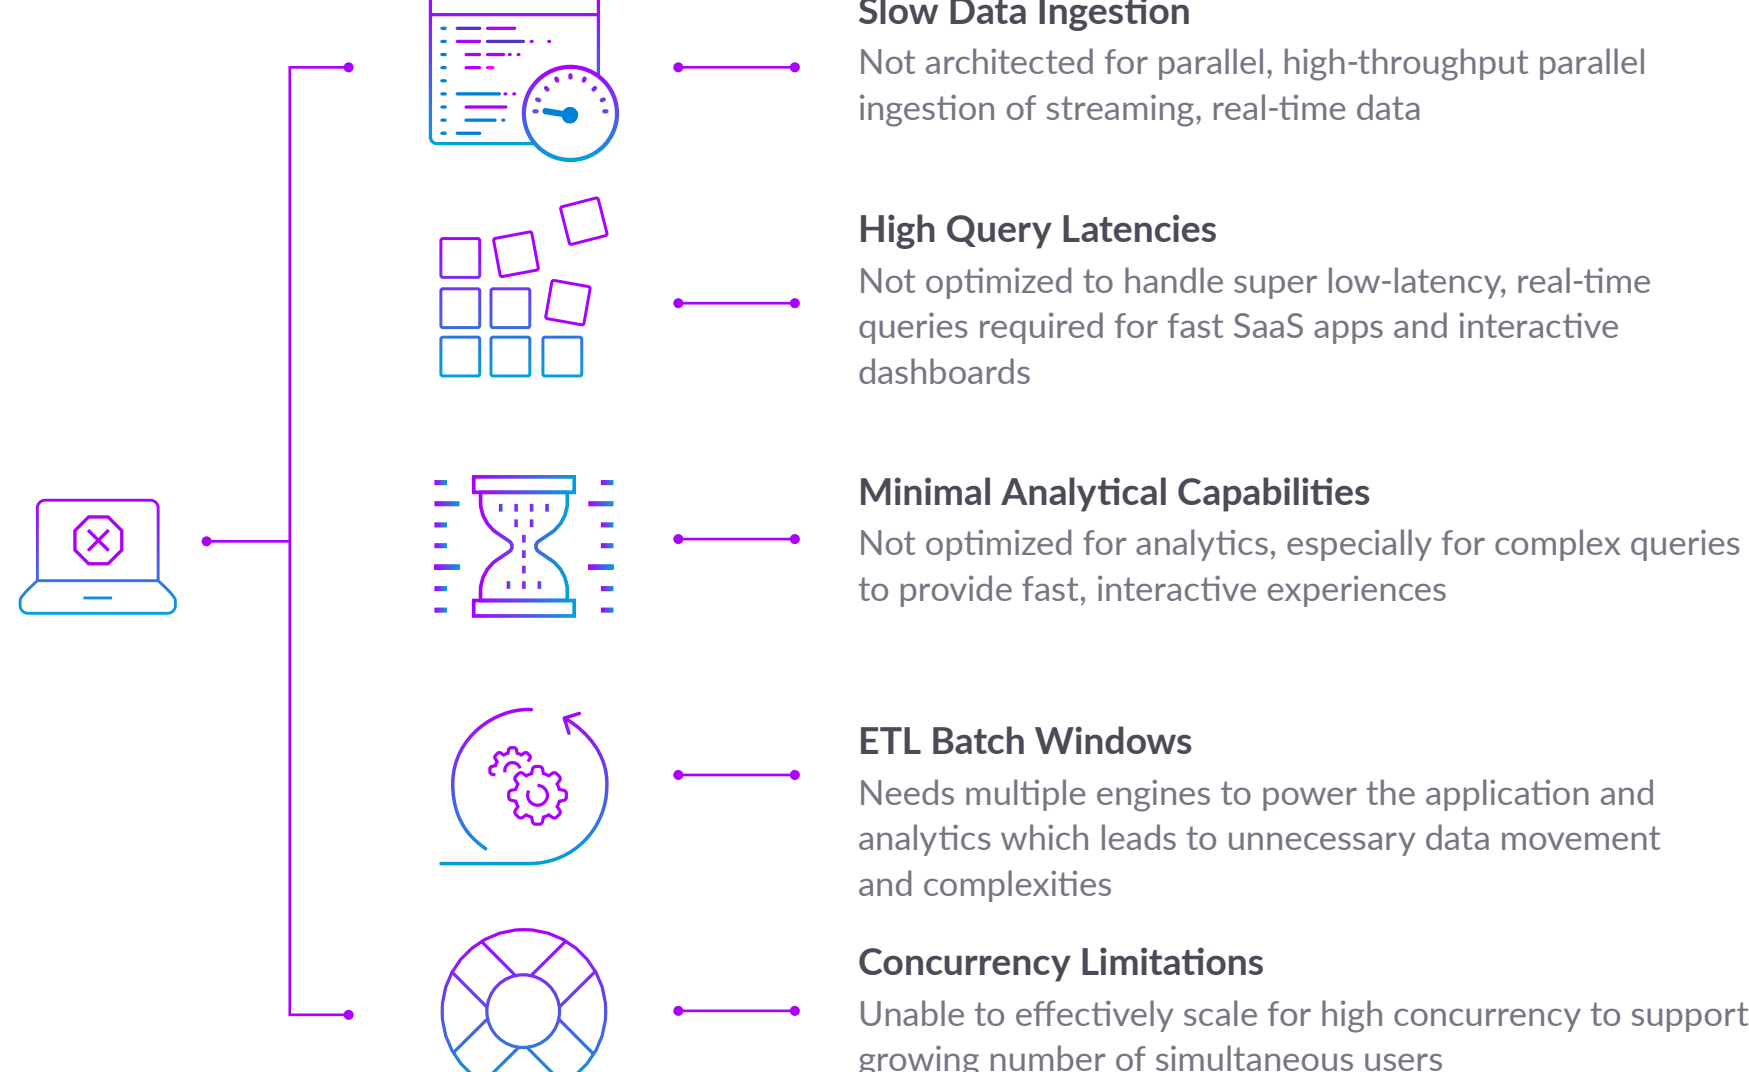 Slow Data Ingestion
Not architected for parallel, high-throughput parallel
ingestion of streaming, real-time data
High Query Latencies
Not optimized to handle super low-latency, real-time
queries required for fast SaaS apps and interactive
dashboards
Minimal Analytical Capabilities
Not optimized for analytics, especially for complex queries
to provide fast, interactive experiences
ETL Batch Windows
Needs multiple engines to power the application and
analytics which leads to unnecessary data movement
and complexities
Concurrency Limitations
Unable to effectively scale for high concurrency to support
growing number of simultaneous users